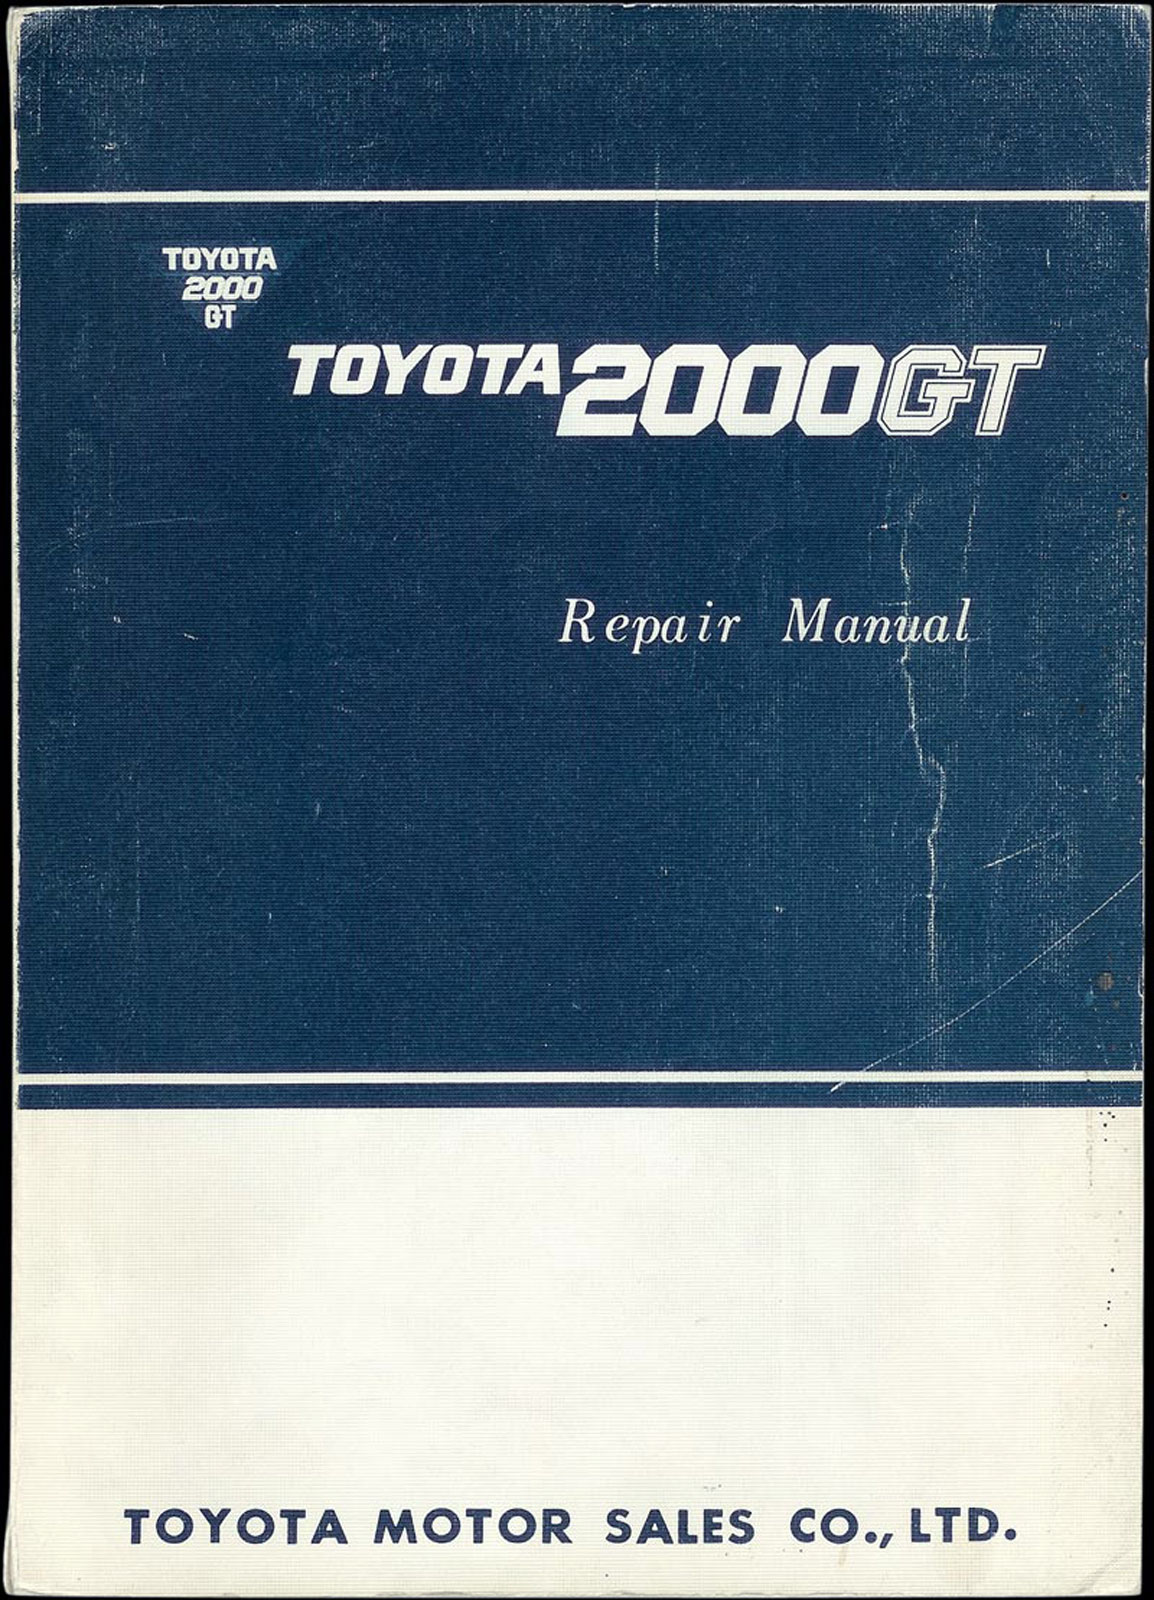 TOYOTA
2000
GT
TOYOTA 2000GT
Repair Manual
TOYOTA MOTOR SALES CO., LTD.